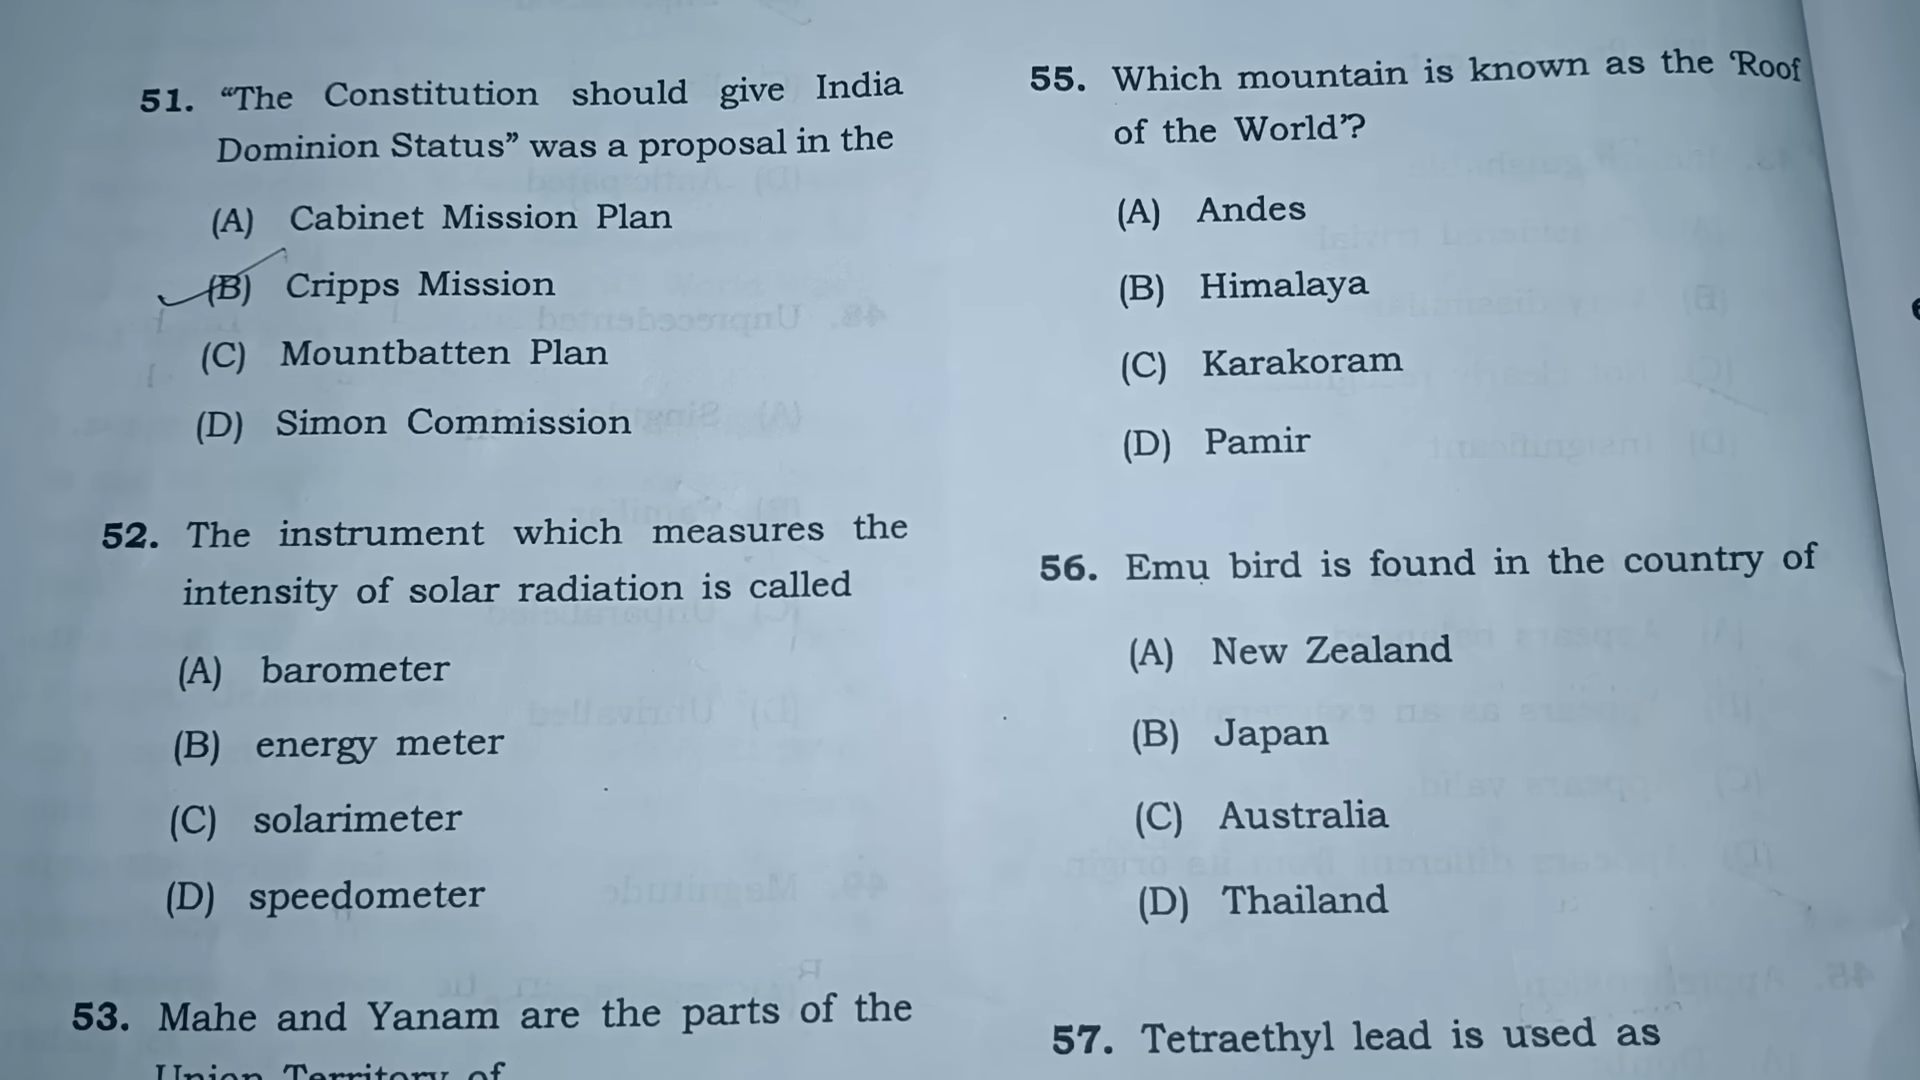 51. “The Constitution should give India
Dominion Status” was a proposal in the
(A) Cabinet Mission Plan
(B) Cripps Mission
(C) Mountbatten Plan
(D) Simon Commission
52. The instrument which measures the
intensity of solar radiation is called
(A) barometer
(B) energy meter
(C) solarimeter
(D) speedometer
53. Mahe and Yanam are the parts of the
Union Territory of
55. Which mountain is known as the ‘Roof
of the World’?
(A) Andes
(B) Himalaya
(C) Karakoram
(D) Pamir
56. Emu bird is found in the country of
(A) New Zealand
(B) Japan
(C) Australia
(D) Thailand
57. Tetraethyl lead is used as